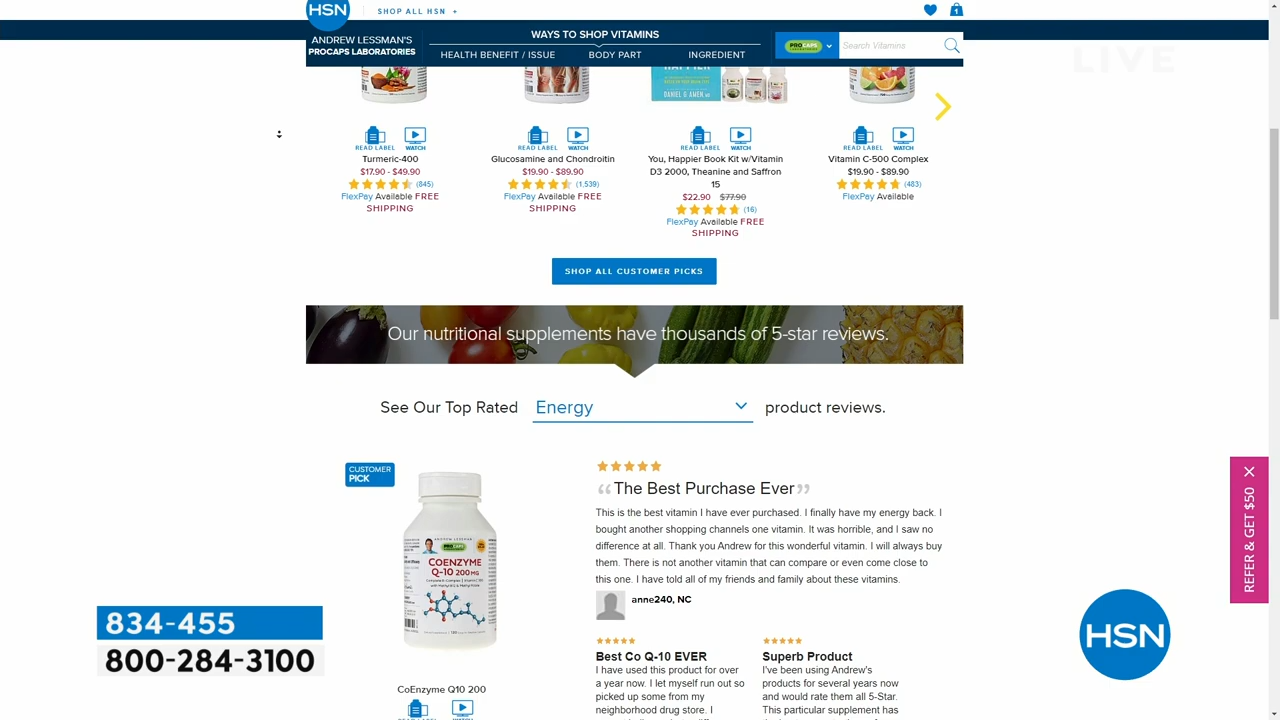 HSN
SHOP ALL HSN +
1
ANDREW LESSMAN'S
PROCAPS LABORATORIES
WAYS TO SHOP VITAMINS
HEALTH BENEFIT / ISSUE
BODY PART
INGREDIENT
PROCAPS
Search Vitamins
LIVE
DANIEL G. AMEN, MD
READ LABEL
WATCH
READ LABEL
WATCH
READ LABEL
WATCH
READ LABEL
WATCH
Turmeric-400
$17.90 - $49.90
(845)
FlexPay Available FREE
SHIPPING
Glucosamine and Chondroitin
$19.90 - $89.90
(1,539)
FlexPay Available FREE
SHIPPING
You, Happier Book Kit w/Vitamin
D3 2000, Theanine and Saffron
15
$22.90 $77.90
(16)
FlexPay Available FREE
SHIPPING
Vitamin C-500 Complex
$19.90 - $89.90
(483)
FlexPay Available
SHOP ALL CUSTOMER PICKS
Our nutritional supplements have thousands of 5-star reviews.
See Our Top Rated Energy product reviews.
CUSTOMER
PICK
ANDREW LESSMAN
PROCAPS
COENZYME
Q-10 200MG
CoEnzyme Q10 200
"The Best Purchase Ever"
This is the best vitamin I have ever purchased. I finally have my energy back. I
bought another shopping channels one vitamin. It was horrible, and I saw no
difference at all. Thank you Andrew for this wonderful vitamin. I will always buy
them. There is not another vitamin that can compare or even come close to
this one. I have told all of my friends and family about these vitamins.
anne240, NC
Best Co Q-10 EVER
I have used this product for over
a year now. I let myself run out so
picked up some from my
neighborhood drug store. I
Superb Product
I've been using Andrew's
products for several years now
and would rate them all 5-Star.
This particular supplement has
REFER & GET $50
834-455
800-284-3100
HSN